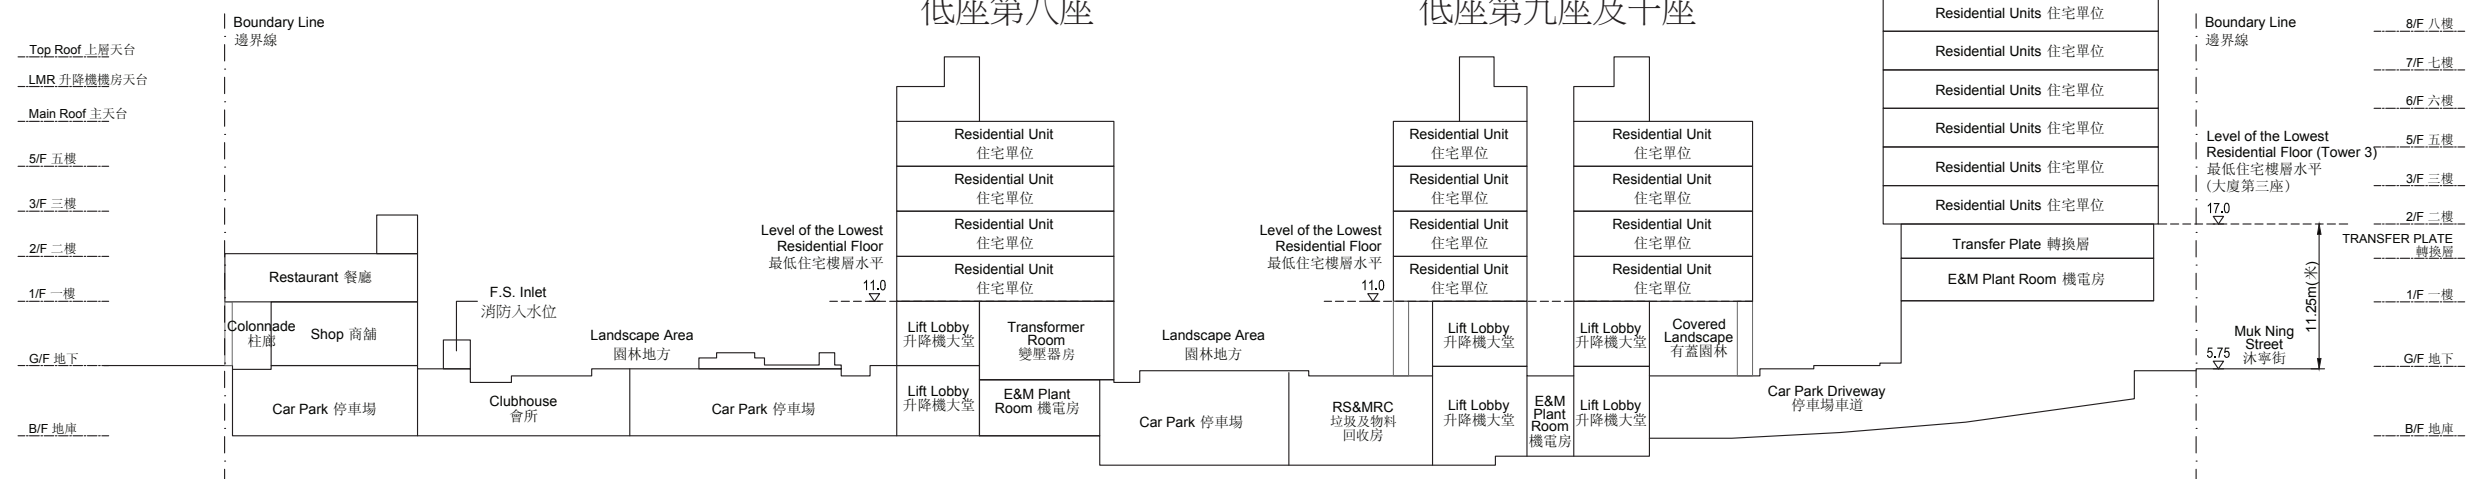 低座第八座
低座第九座及十座
Boundary Line
邊界線
Top Roof 上層天台
LMR 升降機機房天台
Main Roof 主天台
5/F 五樓
3/F 三樓
2/F 二樓
1/F 一樓
G/F 地下
B/F 地庫
Restaurant 餐廳
Colonnade
柱廊
Shop 商舖
Car Park 停車場
F.S. Inlet
消防入水位
Clubhouse
會所
Landscape Area
園林地方
Car Park 停車場
Level of the Lowest
Residential Floor
最低住宅樓層水平
11.0
Residential Unit
住宅單位
Residential Unit
住宅單位
Residential Unit
住宅單位
Residential Unit
住宅單位
Lift Lobby
升降機大堂
Transformer
Room
變壓器房
Lift Lobby
升降機大堂
E&M Plant
Room 機電房
Landscape Area
園林地方
Car Park 停車場
Level of the Lowest
Residential Floor
最低住宅樓層水平
11.0
RS&MRC
垃圾及物料
回收房
Residential Unit
住宅單位
Residential Unit
住宅單位
Residential Unit
住宅單位
Residential Unit
住宅單位
Lift Lobby
升降機大堂
Lift Lobby
升降機大堂
E&M
Plant
Room
機電房
Residential Unit
住宅單位
Residential Unit
住宅單位
Residential Unit
住宅單位
Residential Unit
住宅單位
Lift Lobby
升降機大堂
Covered
Landscape
有蓋園林
Lift Lobby
升降機大堂
Car Park Driveway
停車場車道
Residential Units 住宅單位
Residential Units 住宅單位
Residential Units 住宅單位
Residential Units 住宅單位
Residential Units 住宅單位
Residential Units 住宅單位
Transfer Plate 轉換層
E&M Plant Room 機電房
Boundary Line
邊界線
Level of the Lowest
Residential Floor (Tower 3)
最低住宅樓層水平
(大廈第三座)
17.0
11.25m(米)
Muk Ning
Street
沐寧街
5.75
8/F 八樓
7/F 七樓
6/F 六樓
5/F 五樓
3/F 三樓
2/F 二樓
TRANSFER PLATE
轉換層
1/F 一樓
G/F 地下
B/F 地庫